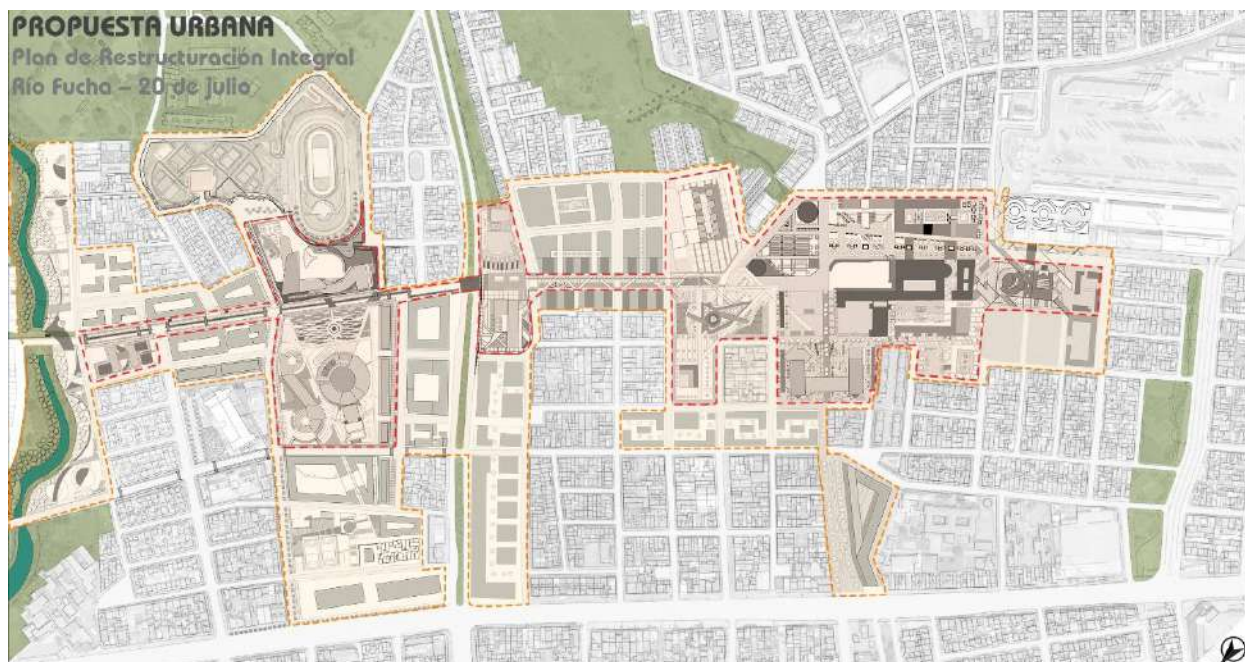 PROPUESTA URBANA
Plan de Restructuración Integral
Río Fucha – 20 de julio